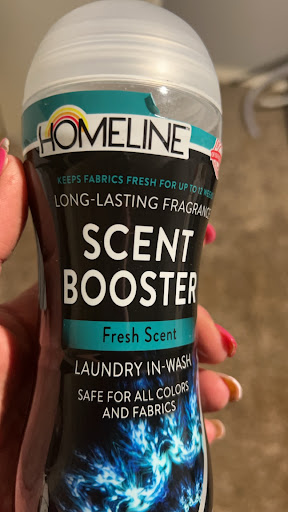 HOMELINE
KEEPS FABRICS FRESH FOR UP TO 12
LONG-LASTING FRAGRANCE
SCENT
BOOSTER
Fresh Scent
LAUNDRY IN-WASH
SAFE FOR ALL COLORS
AND FABRICS